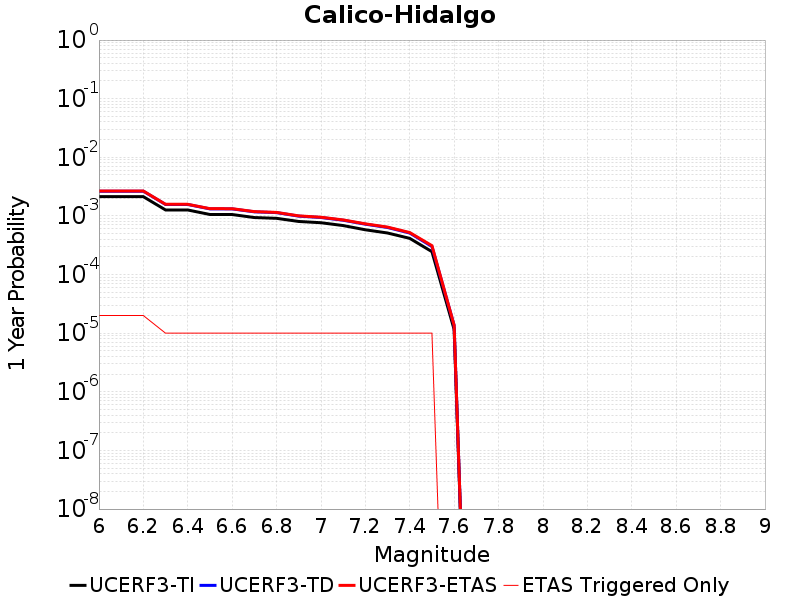 Calico-Hidalgo
1 Year Probability
10^0
10^-1
10^-2
10^-3
10^-4
10^-5
10^-6
10^-7
10^-8
6 6.2 6.4 6.6 6.8 7 7.2 7.4 7.6 7.8 8 8.2 8.4 8.6 8.8 9
Magnitude
UCERF3-TI UCERF3-TD UCERF3-ETAS ETAS Triggered Only